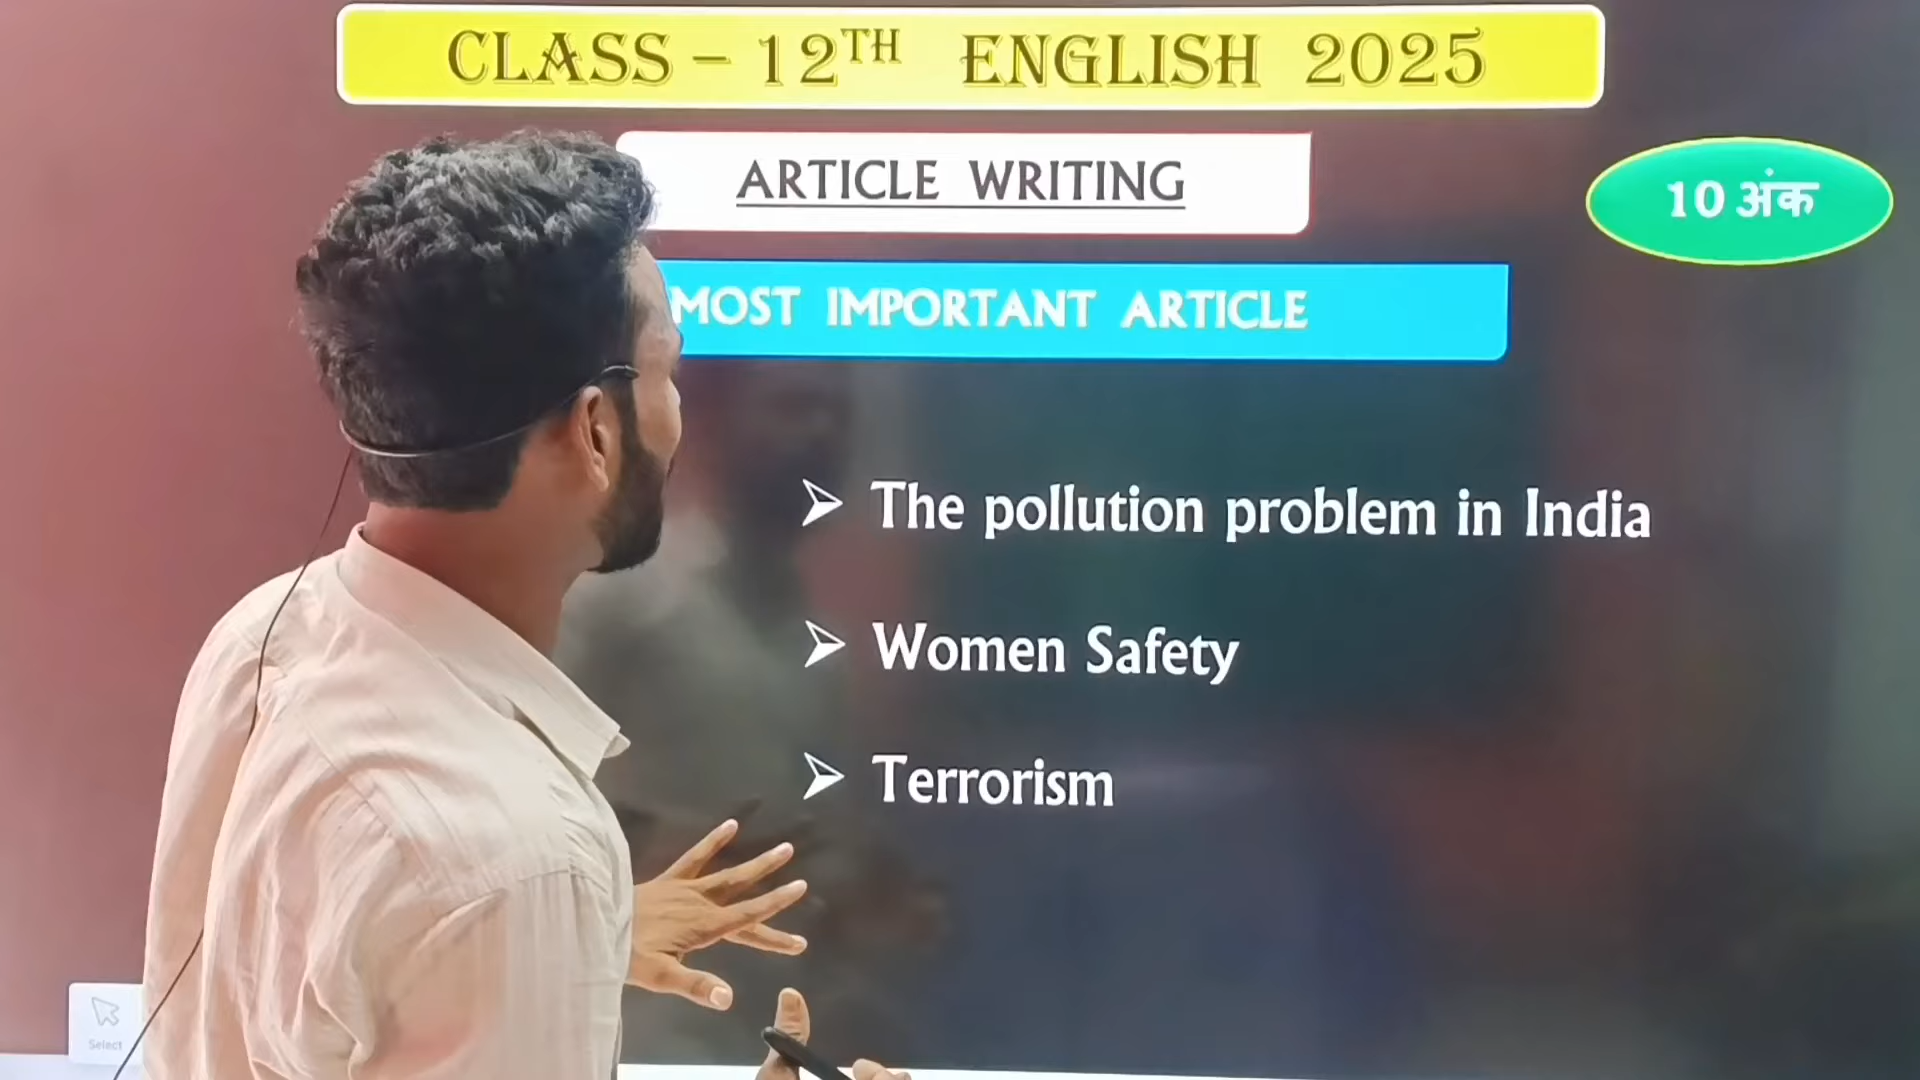 CLASS – 12TH ENGLISH 2025
ARTICLE WRITING
10 अंक
MOST IMPORTANT ARTICLE
The pollution problem in India
Women Safety
Terrorism
Select